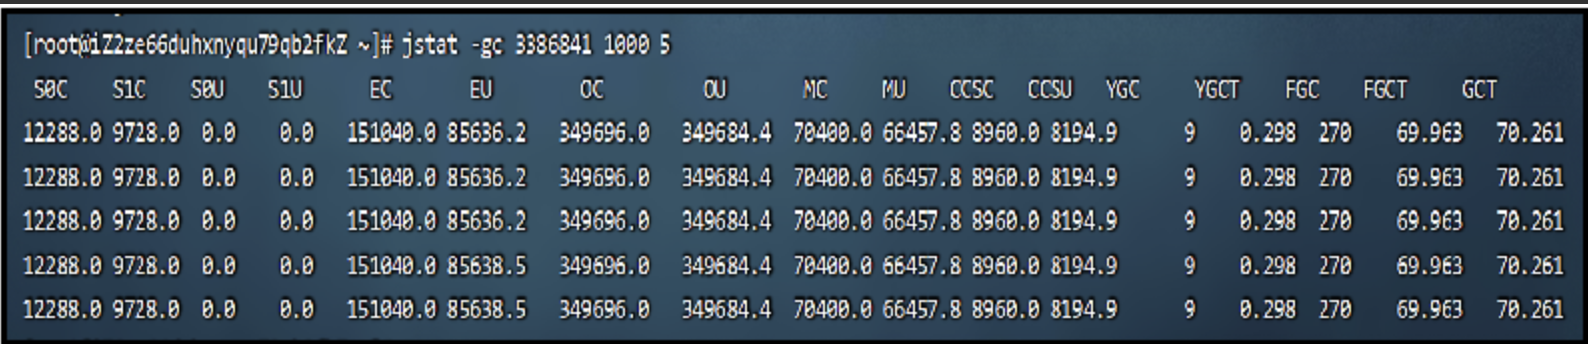 [root@iZ2ze66duhxnyqu79qb2fkZ ~]# jstat -gc 3386841 1000 5
S0C S1C S0U S1U EC EU OC OU MC MU CCSC CCSU YGC YGCT FGC FGCT GCT
12288.0 9728.0 0.0 0.0 151040.0 85636.2 349696.0 349684.4 70400.0 66457.8 8960.0 8194.9 9 0.298 270 69.963 70.261
12288.0 9728.0 0.0 0.0 151040.0 85636.2 349696.0 349684.4 70400.0 66457.8 8960.0 8194.9 9 0.298 270 69.963 70.261
12288.0 9728.0 0.0 0.0 151040.0 85636.2 349696.0 349684.4 70400.0 66457.8 8960.0 8194.9 9 0.298 270 69.963 70.261
12288.0 9728.0 0.0 0.0 151040.0 85638.5 349696.0 349684.4 70400.0 66457.8 8960.0 8194.9 9 0.298 270 69.963 70.261
12288.0 9728.0 0.0 0.0 151040.0 85638.5 349696.0 349684.4 70400.0 66457.8 8960.0 8194.9 9 0.298 270 69.963 70.261